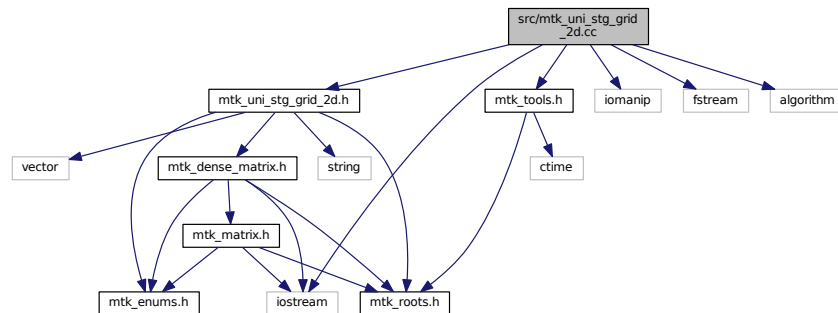 src/mtk_uni_stg_grid
_2d.cc
mtk_uni_stg_grid_2d.h
mtk_tools.h
iomanip
fstream
algorithm
vector
mtk_dense_matrix.h
string
ctime
mtk_matrix.h
mtk_enums.h
iostream
mtk_roots.h